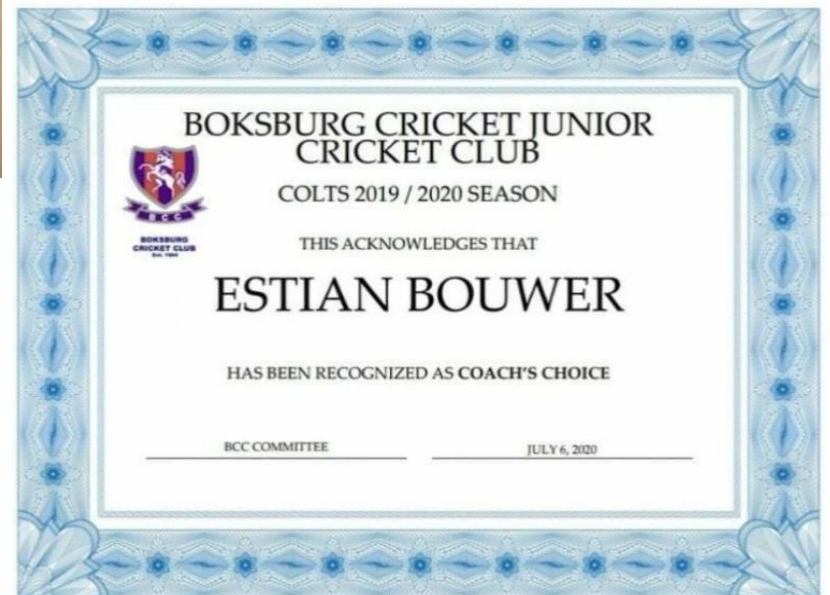 BOKSBURG CRICKET JUNIOR
CRICKET CLUB
COLTS 2019 / 2020 SEASON
BCC
BOKSBURG
CRICKET CLUB
THIS ACKNOWLEDGES THAT
ESTIAN BOUWER
HAS BEEN RECOGNIZED AS COACH'S CHOICE
BCC COMMITTEE
JULY 6, 2020